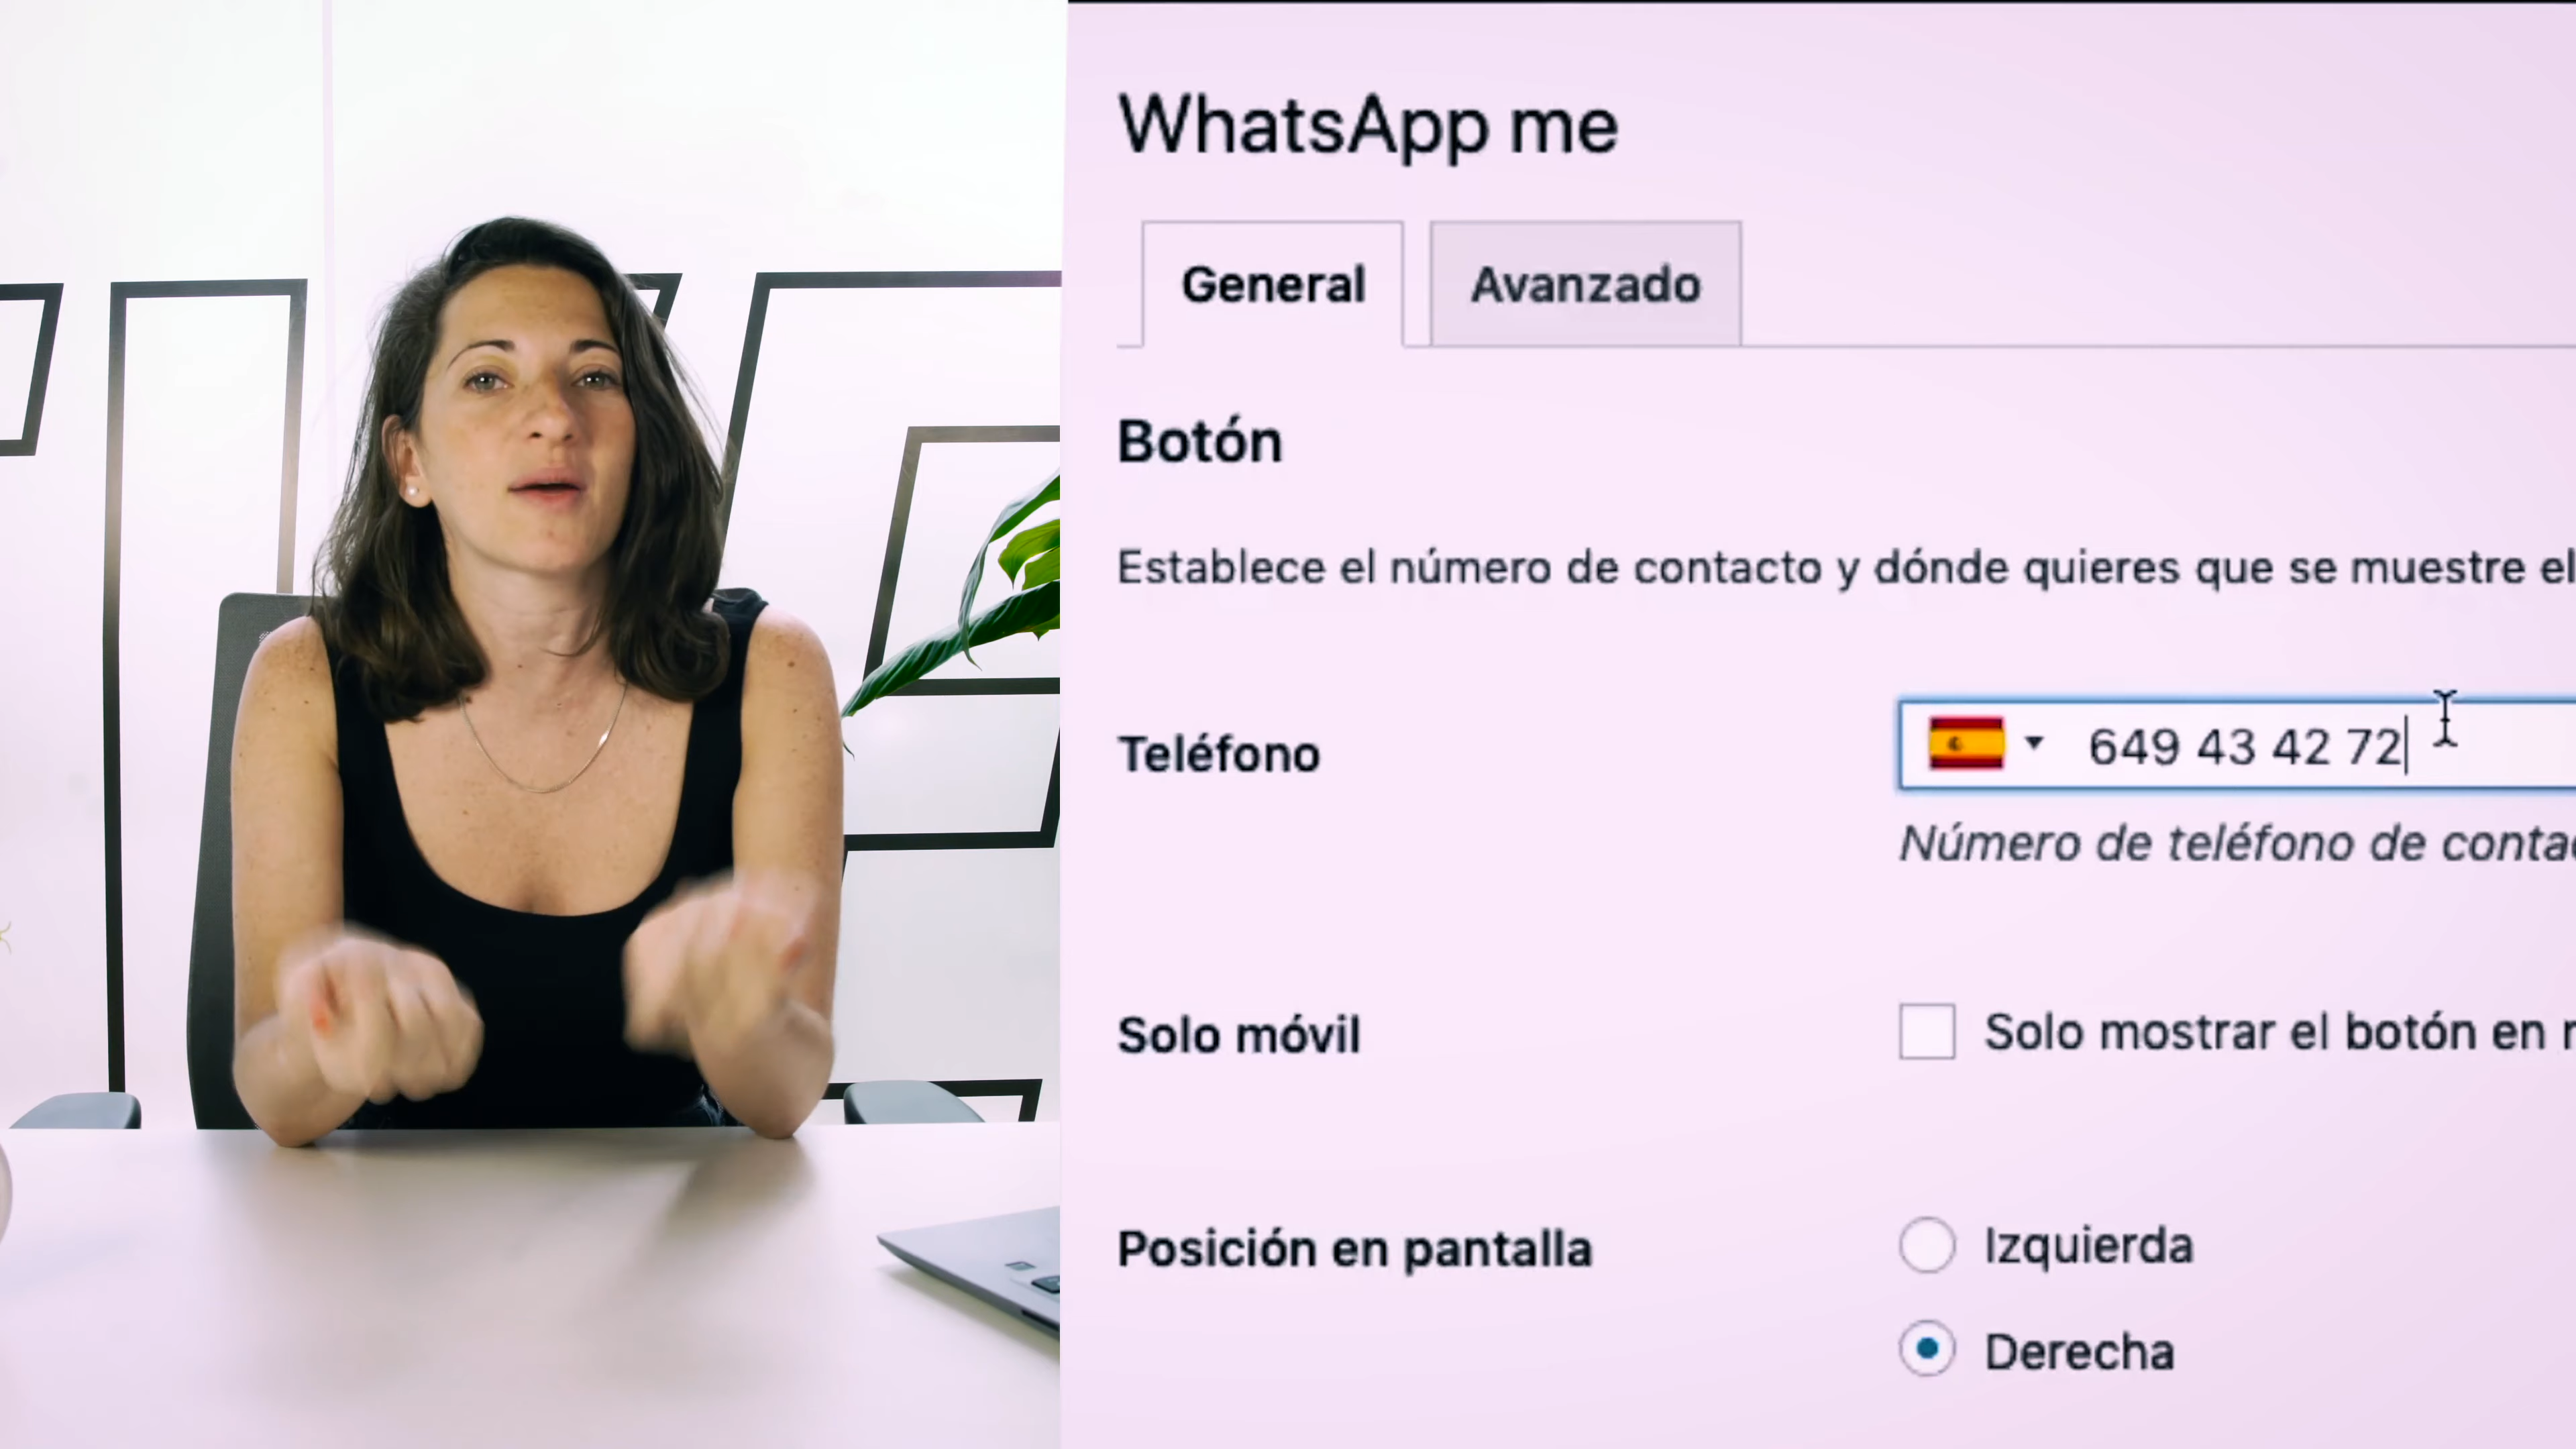 WhatsApp me
General Avanzado
Botón
Establece el número de contacto y dónde quieres que se muestre el
Teléfono 649 43 42 72
Número de teléfono de conta
Solo móvil Solo mostrar el botón en
Posición en pantalla Izquierda
Derecha